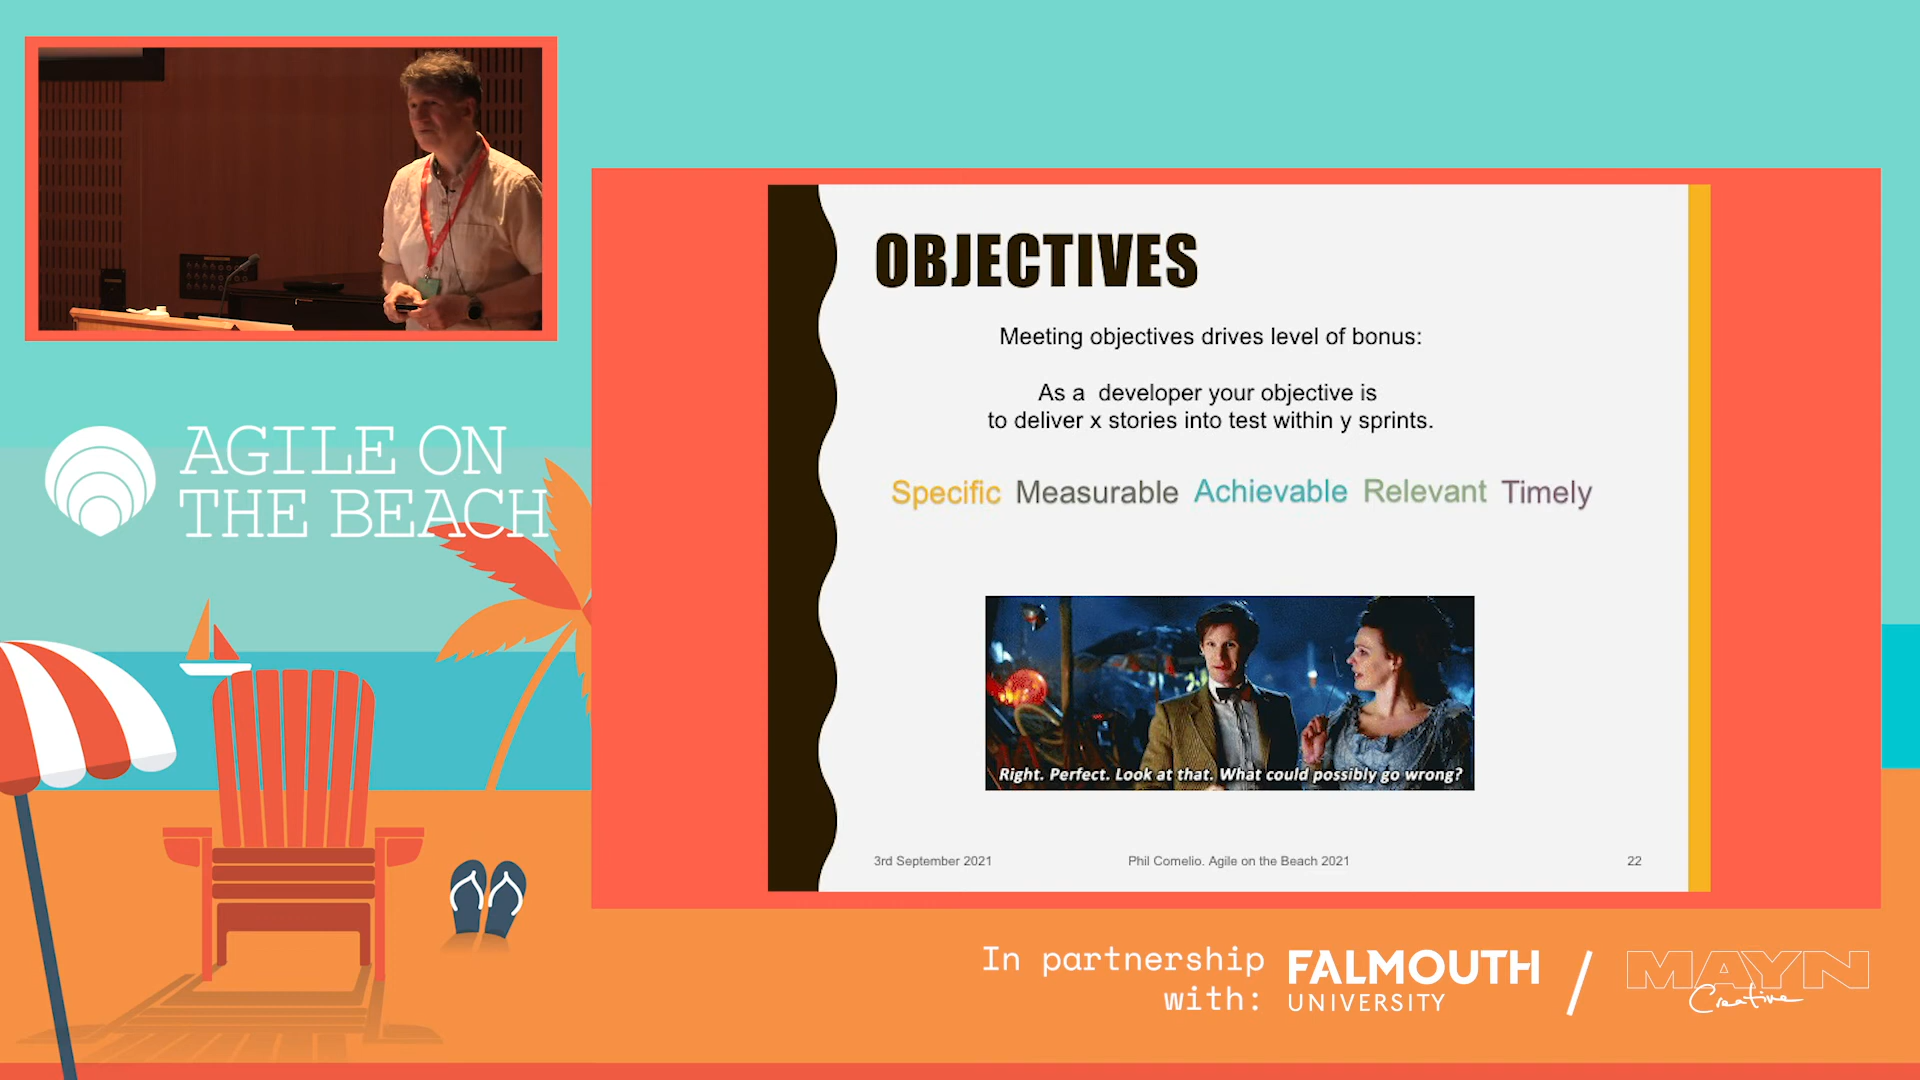 AGILE ON
THE BEACH
OBJECTIVES
Meeting objectives drives level of bonus:
As a developer your objective is
to deliver x stories into test within y sprints.
Specific Measurable Achievable Relevant Timely
Right. Perfect. Look at that. What could possibly go wrong?
3rd September 2021
Phil Comelio. Agile on the Beach 2021
22
In partnership
with:
FALMOUTH
UNIVERSITY
/
MAYN
Creative